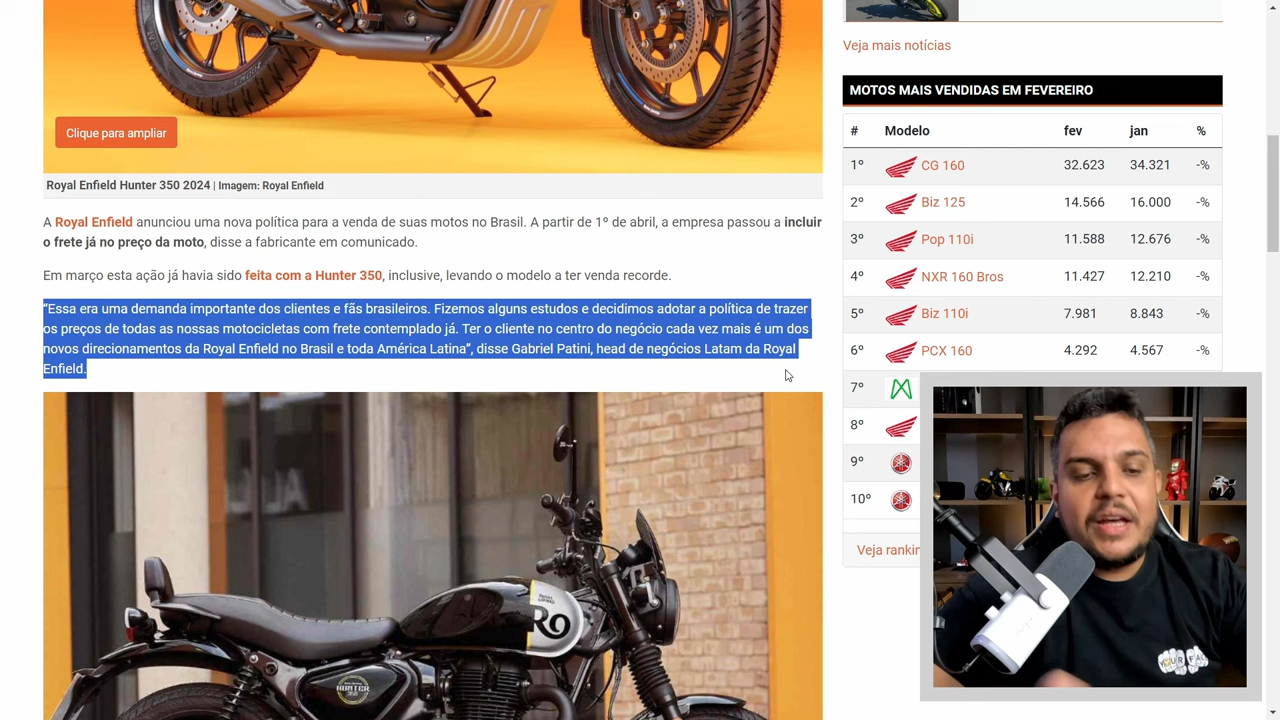 Clique para ampliar
Royal Enfield Hunter 350 2024 | Imagem: Royal Enfield
A Royal Enfield anunciou uma nova política para a venda de suas motos no Brasil. A partir de 1º de abril, a empresa passou a incluir
o frete já no preço da moto, disse a fabricante em comunicado.
Em março esta ação já havia sido feita com a Hunter 350, inclusive, levando o modelo a ter venda recorde.
“Essa era uma demanda importante dos clientes e fãs brasileiros. Fizemos alguns estudos e decidimos adotar a política de trazer
os preços de todas as nossas motocicletas com frete contemplado já. Ter o cliente no centro do negócio cada vez mais é um dos
novos direcionamentos da Royal Enfield no Brasil e toda América Latina”, disse Gabriel Patini, head de negócios Latam da Royal
Enfield.
R9
HUNTER
350
Veja mais notícias
MOTOS MAIS VENDIDAS EM FEVEREIRO
# Modelo fev jan %
1º CG 160 32.623 34.321 -%
2º Biz 125 14.566 16.000 -%
3º Pop 110i 11.588 12.676 -%
4º NXR 160 Bros 11.427 12.210 -%
5º Biz 110i 7.981 8.843 -%
6º PCX 160 4.292 4.567 -%
7º
8º
9º
10º
Veja rankin